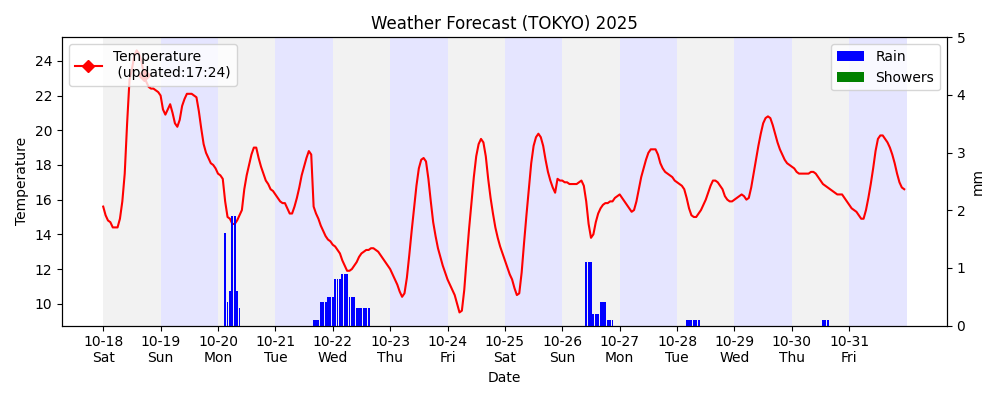 Weather Forecast (TOKYO) 2025
Temperature
(updated:17:24)
Rain
Showers
Temperature
24
22
20
18
16
14
12
10
5
4
3
2
1
0
mm
10-18 10-19 10-20 10-21 10-22 10-23 10-24 10-25 10-26 10-27 10-28 10-29 10-30 10-31
Sat Sun Mon Tue Wed Thu Fri Sat Sun Mon Tue Wed Thu Fri
Date